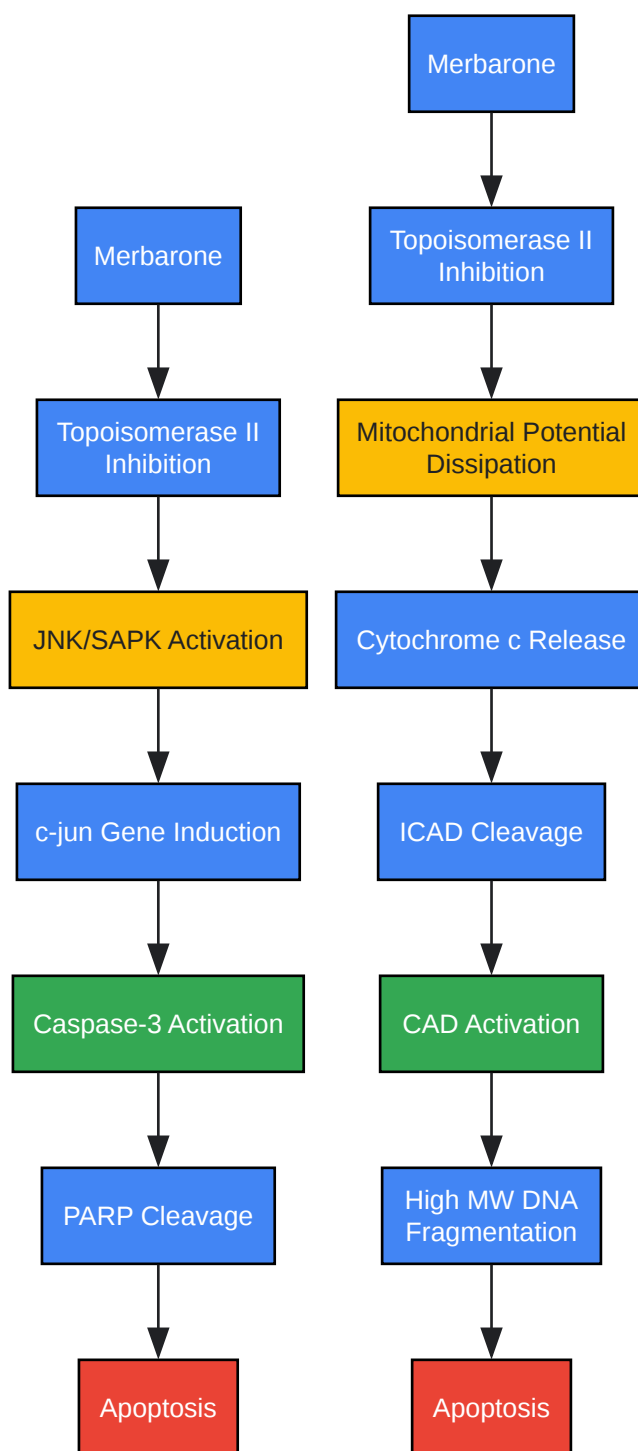 Merbarone
Topoisomerase II
Inhibition
JNK/SAPK Activation
c-jun Gene Induction
Caspase-3 Activation
PARP Cleavage
Apoptosis
Merbarone
Topoisomerase II
Inhibition
Mitochondrial Potential
Dissipation
Cytochrome c Release
ICAD Cleavage
CAD Activation
High MW DNA
Fragmentation
Apoptosis